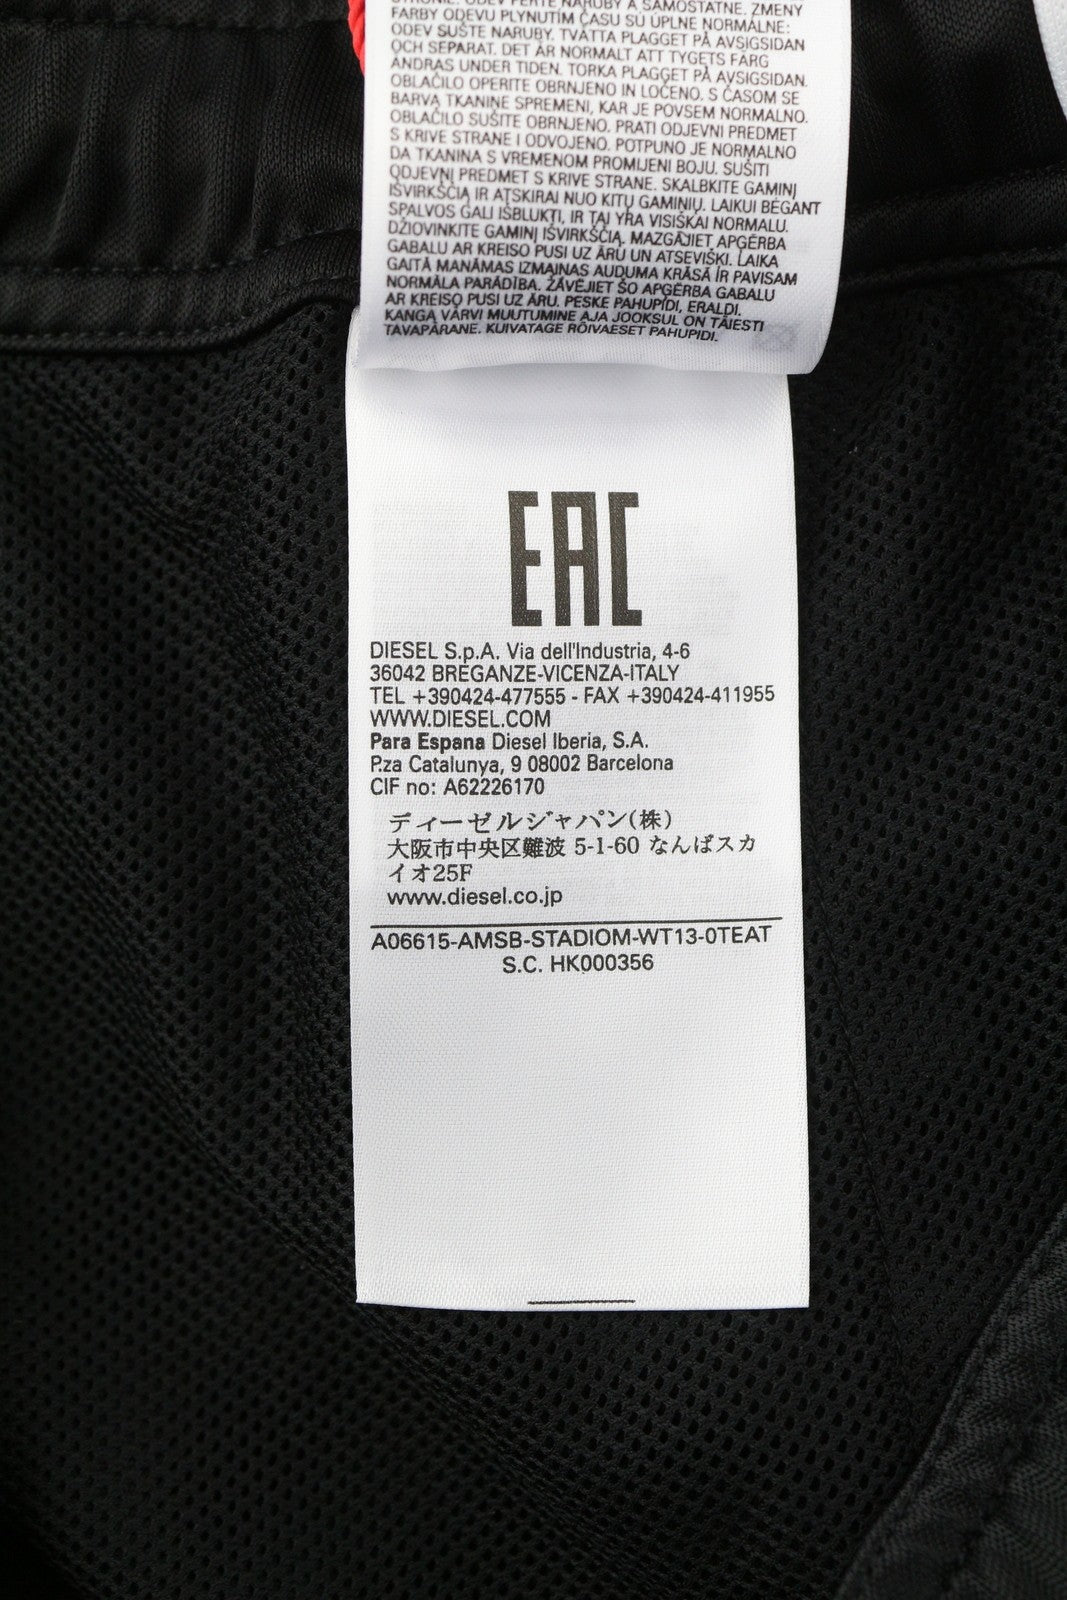 ODEV PERTE NARUBY A SAMOSTATNE. ZMENY
FARBY ODEVU PLYNUTÍM ČASU SÚ ÚPLNE NORMÁLNE:
ODEV SUŠTE NARUBY. TVÄTTA PLAGGET PÅ AVSIGSIDAN
OCH SEPARAT. DET ÄR NORMALT ATT TYGETS FÄRG
ÄNDRAS UNDER TIDEN. TORKA PLAGGET PÅ AVSIGSIDAN.
OBLAČILO OPERITE OBRNJENO IN LOČENO. S ČASOM SE
BARVA TKANINE SPREMENI, KAR JE POVSEM NORMALNO.
OBLAČILO SUŠITE OBRNJENO. PRATI ODJEVNI PREDMET
S KRIVE STRANE I ODVOJENO. POTPUNO JE NORMALNO
DA TKANINA S VREMENOM PROMIJENI BOJU. SUŠITI
ODJEVNI PREDMET S KRIVE STRANE. SKALBKITE GAMINĮ
IŠVIRKŠČIĄ IR ATSKIRAI NUO KITŲ GAMINIŲ. LAIKUI BĖGANT
SPALVOS GALI IŠBLUKTI, IR TAI YRA VISIŠKAI NORMALU.
DŽIOVINKITE GAMINĮ IŠVIRKŠČIĄ. MAZGĀJIET APĢĒRBA
GABALU AR KREISO PUSI UZ ĀRU UN ATSEVIŠĶI. LAIKA
GAITĀ MANĀMAS IZMAIŅAS AUDUMA KRĀSĀ IR PAVISAM
NORMĀLA PARĀDĪBA. ŽĀVĒJIET ŠO APĢĒRBA GABALU
AR KREISO PUSI UZ ĀRU. PESKE PAHUPIDI, ERALDI.
KANGA VÄRVI MUUTUMINE AJA JOOKSUL ON TÄIESTI
TAVAPÄRANE. KUIVATAGE RÕIVAESET PAHUPIDI.
EAC
DIESEL S.p.A. Via dell'Industria, 4-6
36042 BREGANZE-VICENZA-ITALY
TEL +390424-477555 - FAX +390424-411955
WWW.DIESEL.COM
Para Espana Diesel Iberia, S.A.
P.za Catalunya, 9 08002 Barcelona
CIF no: A62226170
ディーゼルジャパン(株)
大阪市中央区難波 5-1-60 なんばスカ
イオ25F
www.diesel.co.jp
A06615-AMSB-STADIOM-WT13-0TEAT
S.C. HK000356